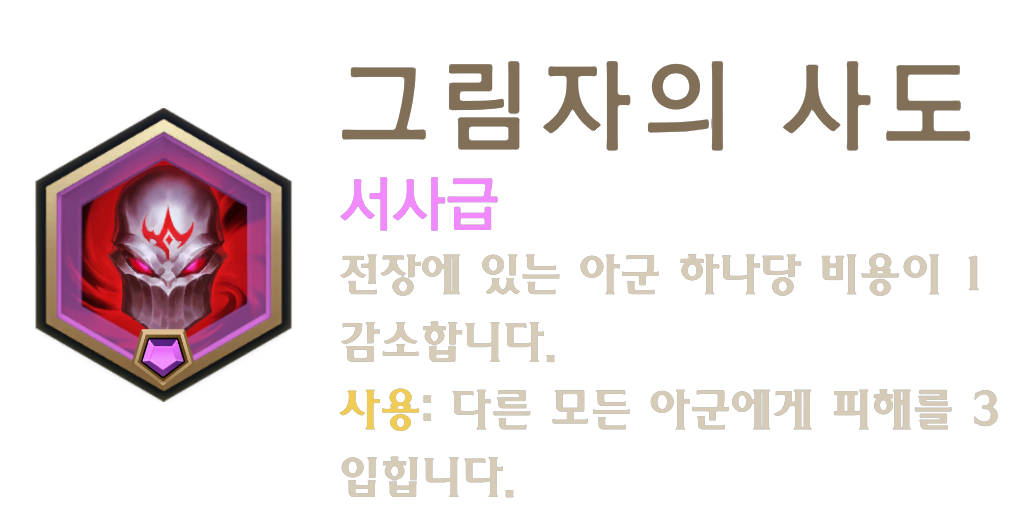 그림자의 사도
서사급
전장에 있는 아군 하나당 비용이 1
감소합니다.
사용: 다른 모든 아군에게 피해를 3
입힙니다.